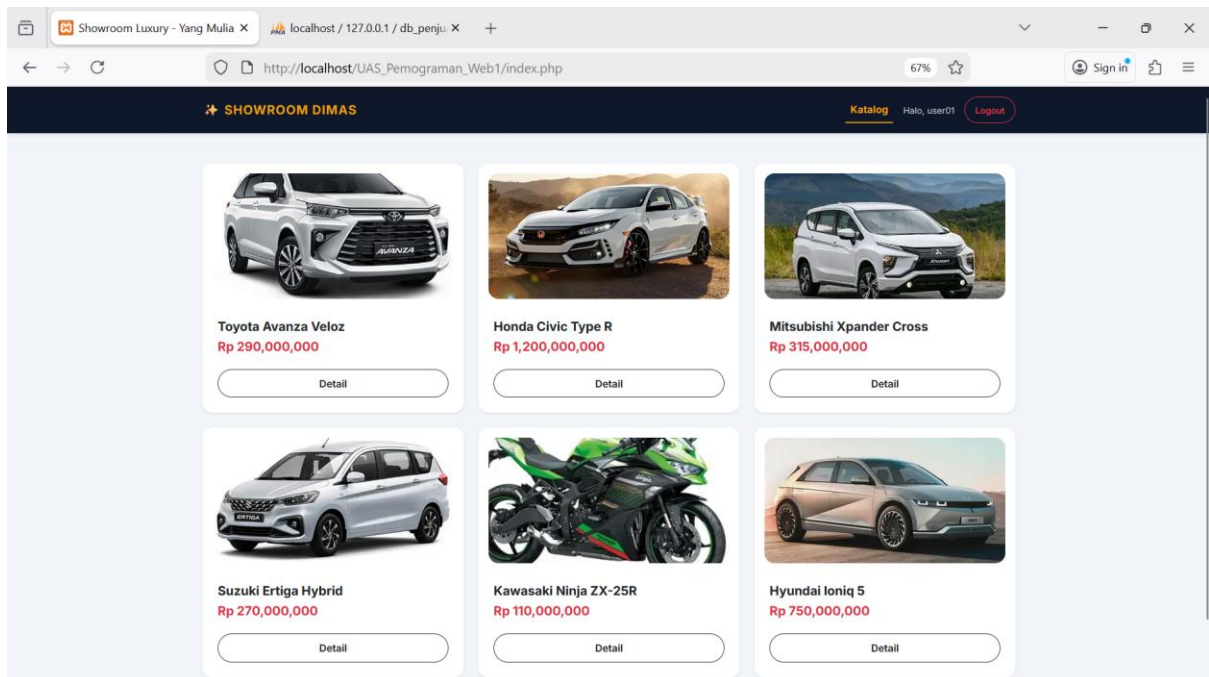 Showroom Luxury - Yang Mulia
localhost / 127.0.0.1 / db_penju
http://localhost/UAS_Pemograman_Web1/index.php
67%
Sign in
SHOWROOM DIMAS
Katalog
Halo, user01
Logout
AVANZA
Toyota Avanza Veloz
Rp 290,000,000
Detail
Honda Civic Type R
Rp 1,200,000,000
Detail
Mitsubishi Xpander Cross
Rp 315,000,000
Detail
ERTIGA
Suzuki Ertiga Hybrid
Rp 270,000,000
Detail
Kawasaki Ninja ZX-25R
Rp 110,000,000
Detail
Hyundai Ioniq 5
Rp 750,000,000
Detail